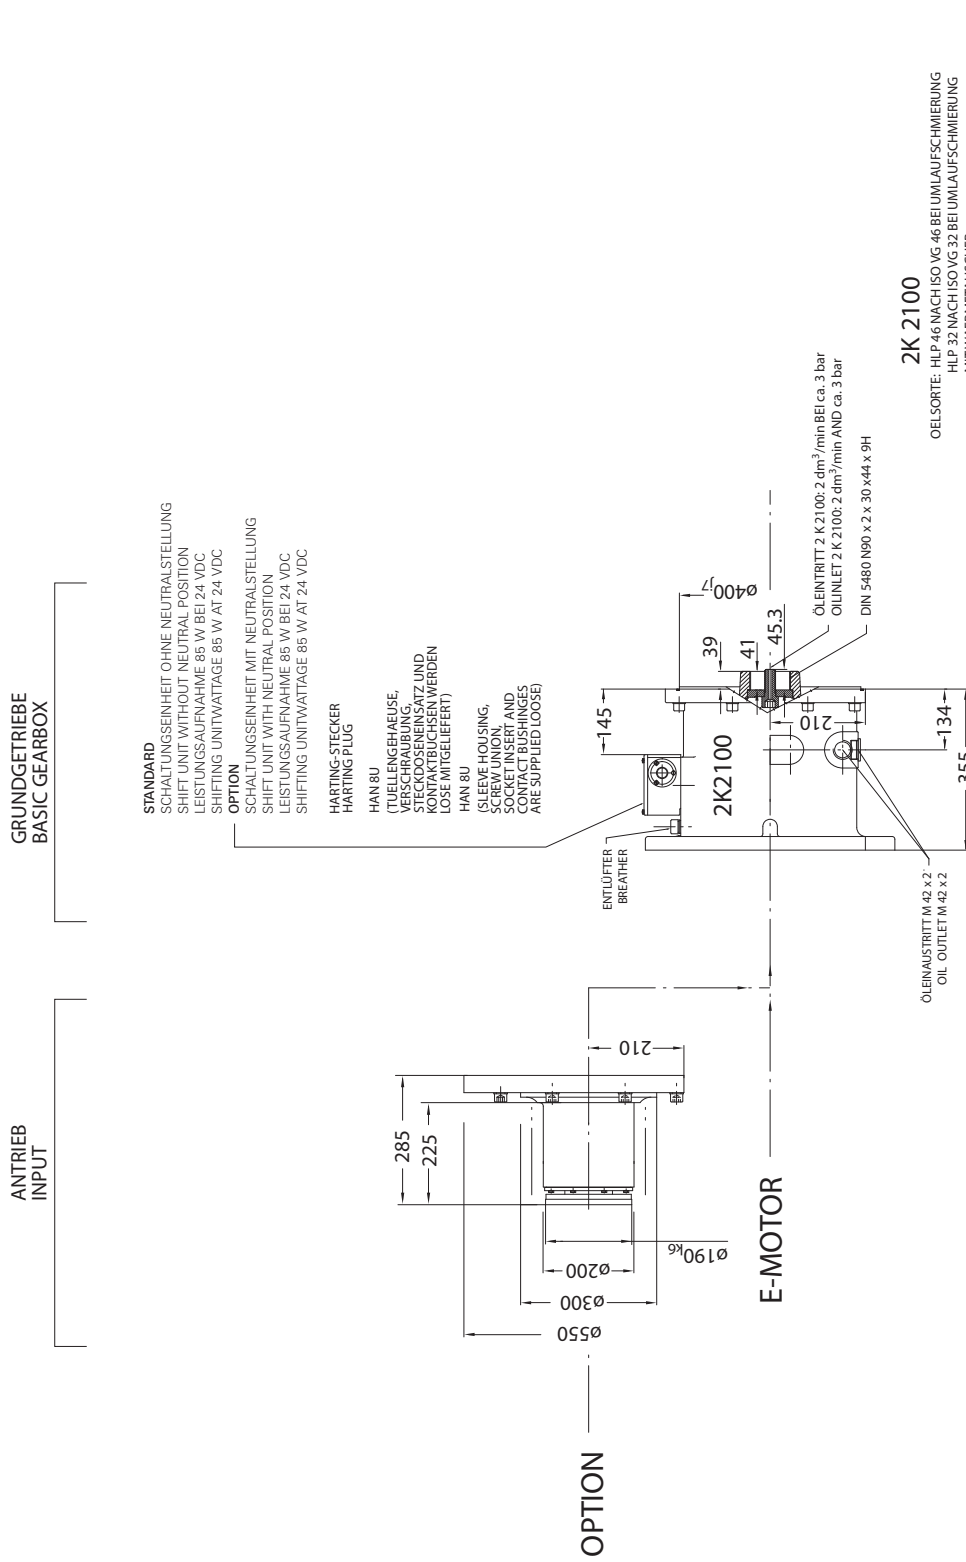 ANTRIEB
INPUT
GRUNDGETRIEBE
BASIC GEARBOX
STANDARD
SCHALTUNGSEINHEIT OHNE NEUTRALSTELLUNG
SHIFT UNIT WITHOUT NEUTRAL POSITION
LEISTUNGSAUFNAHME 85 W BEI 24 VDC
SHIFTING UNITWATTAGE 85 W AT 24 VDC
OPTION
SCHALTUNGSEINHEIT MIT NEUTRALSTELLUNG
SHIFT UNIT WITH NEUTRAL POSITION
LEISTUNGSAUFNAHME 85 W BEI 24 VDC
SHIFTING UNITWATTAGE 85 W AT 24 VDC
HARTING-STECKER
HARTING PLUG
HAN 8U
(TUELLENGEHAEUSE,
VERSCHRAUBUNG,
STECKDOSENEINSATZ UND
KONTAKTBUCHSEN WERDEN
LOSE MITGELIEFERT)
HAN 8U
(SLEEVE HOUSING,
SCREW UNION,
SOCKET INSERT AND
CONTACT BUSHINGES
ARE SUPPLIED LOOSE)
285
225
210
ø190k6
ø200
ø300
ø550
OPTION
E-MOTOR
ENTLÜFTER
BREATHER
145
2K2100
ø400j7
39
41
45.3
210
134
355
ÖLEINTRITT 2 K 2100: 2 dm³/min BEI ca. 3 bar
OILINLET 2 K 2100: 2 dm³/min AND ca. 3 bar
DIN 5480 N90 x 2 x 30 x44 x 9H
ÖLEINAUSTRITT M 42 x 2
OIL OUTLET M 42 x 2
2K 2100
OELSORTE: HLP 46 NACH ISO VG 46 BEI UMLAUFSCHMIERUNG
HLP 32 NACH ISO VG 32 BEI UMLAUFSCHMIERUNG